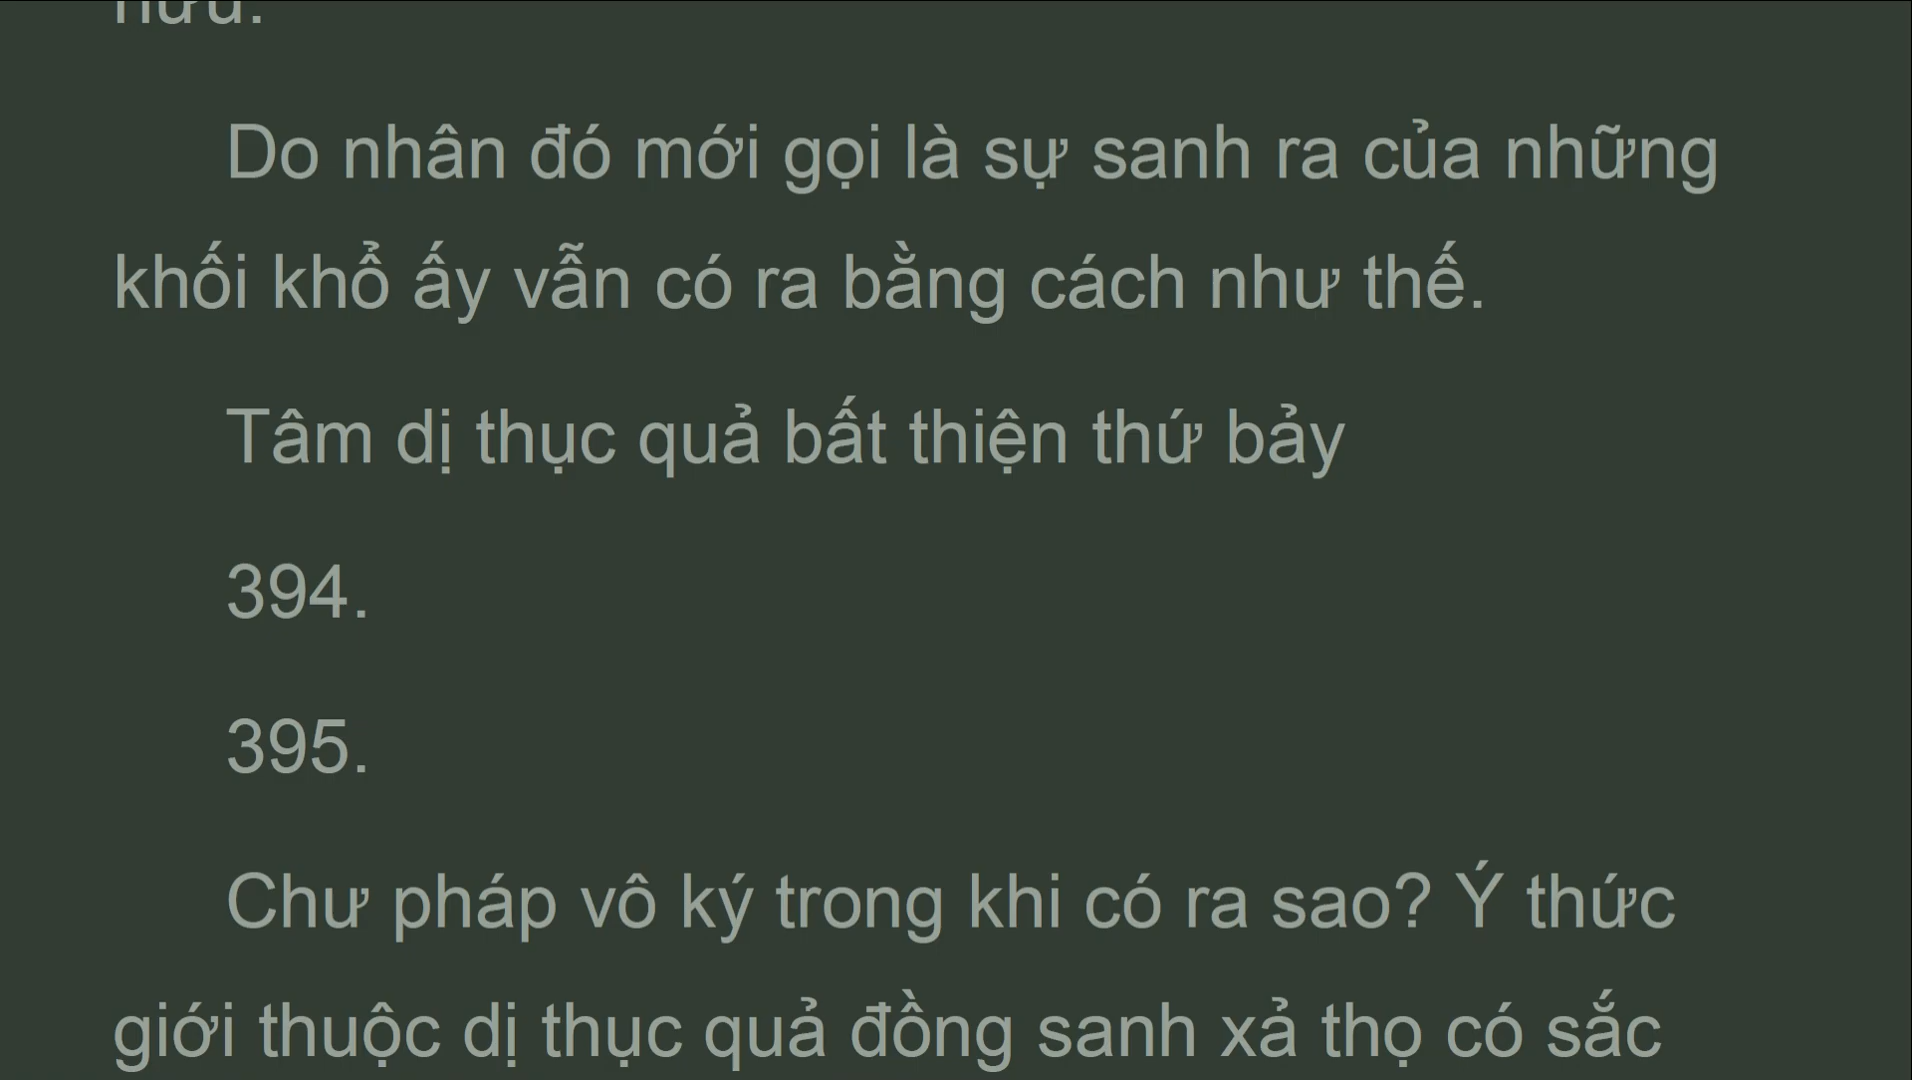 Do nhân đó mới gọi là sự sanh ra của những
khối khổ ấy vẫn có ra bằng cách như thế.
Tâm dị thục quả bất thiện thứ bảy
394.
395.
Chư pháp vô ký trong khi có ra sao? Ý thức
giới thuộc dị thục quả đồng sanh xả thọ có sắc